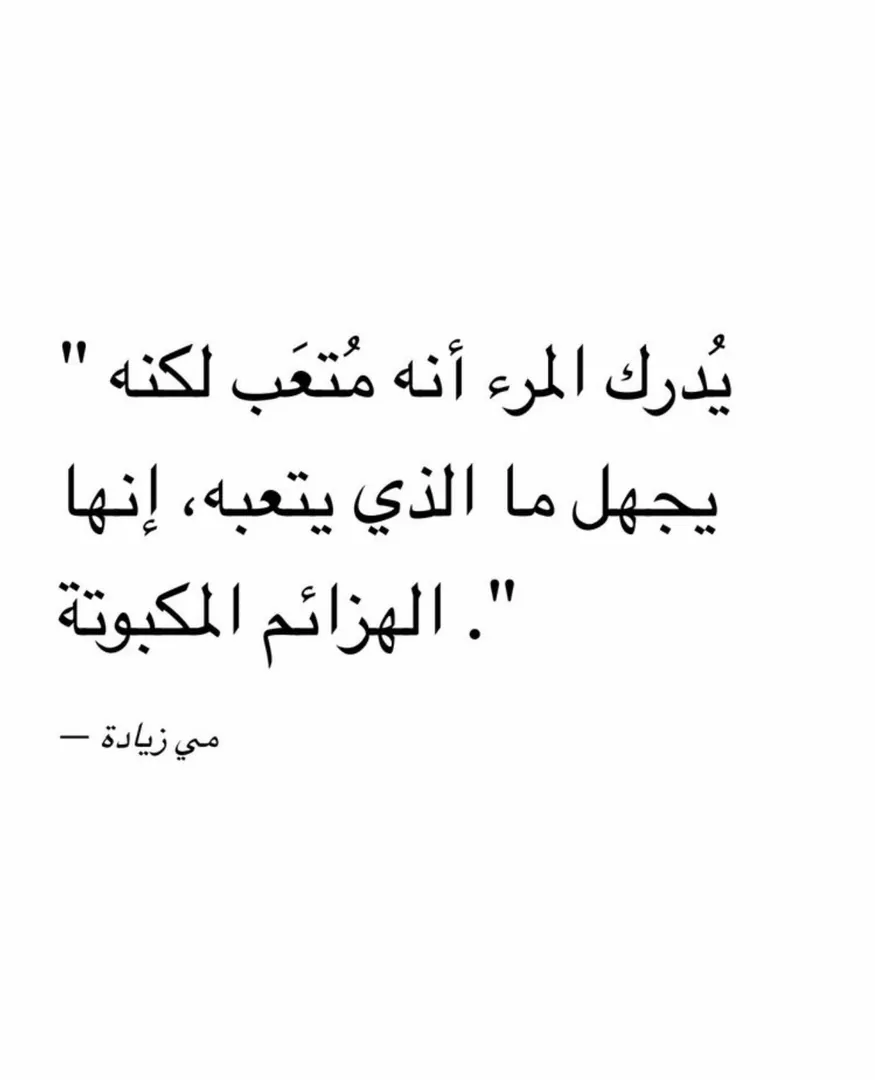 "يُدرك المرء أنه مُتعَب لكنه
يجهل ما الذي يتعبه، إنها
الهزائم المكبوتة ."
— مي زيادة